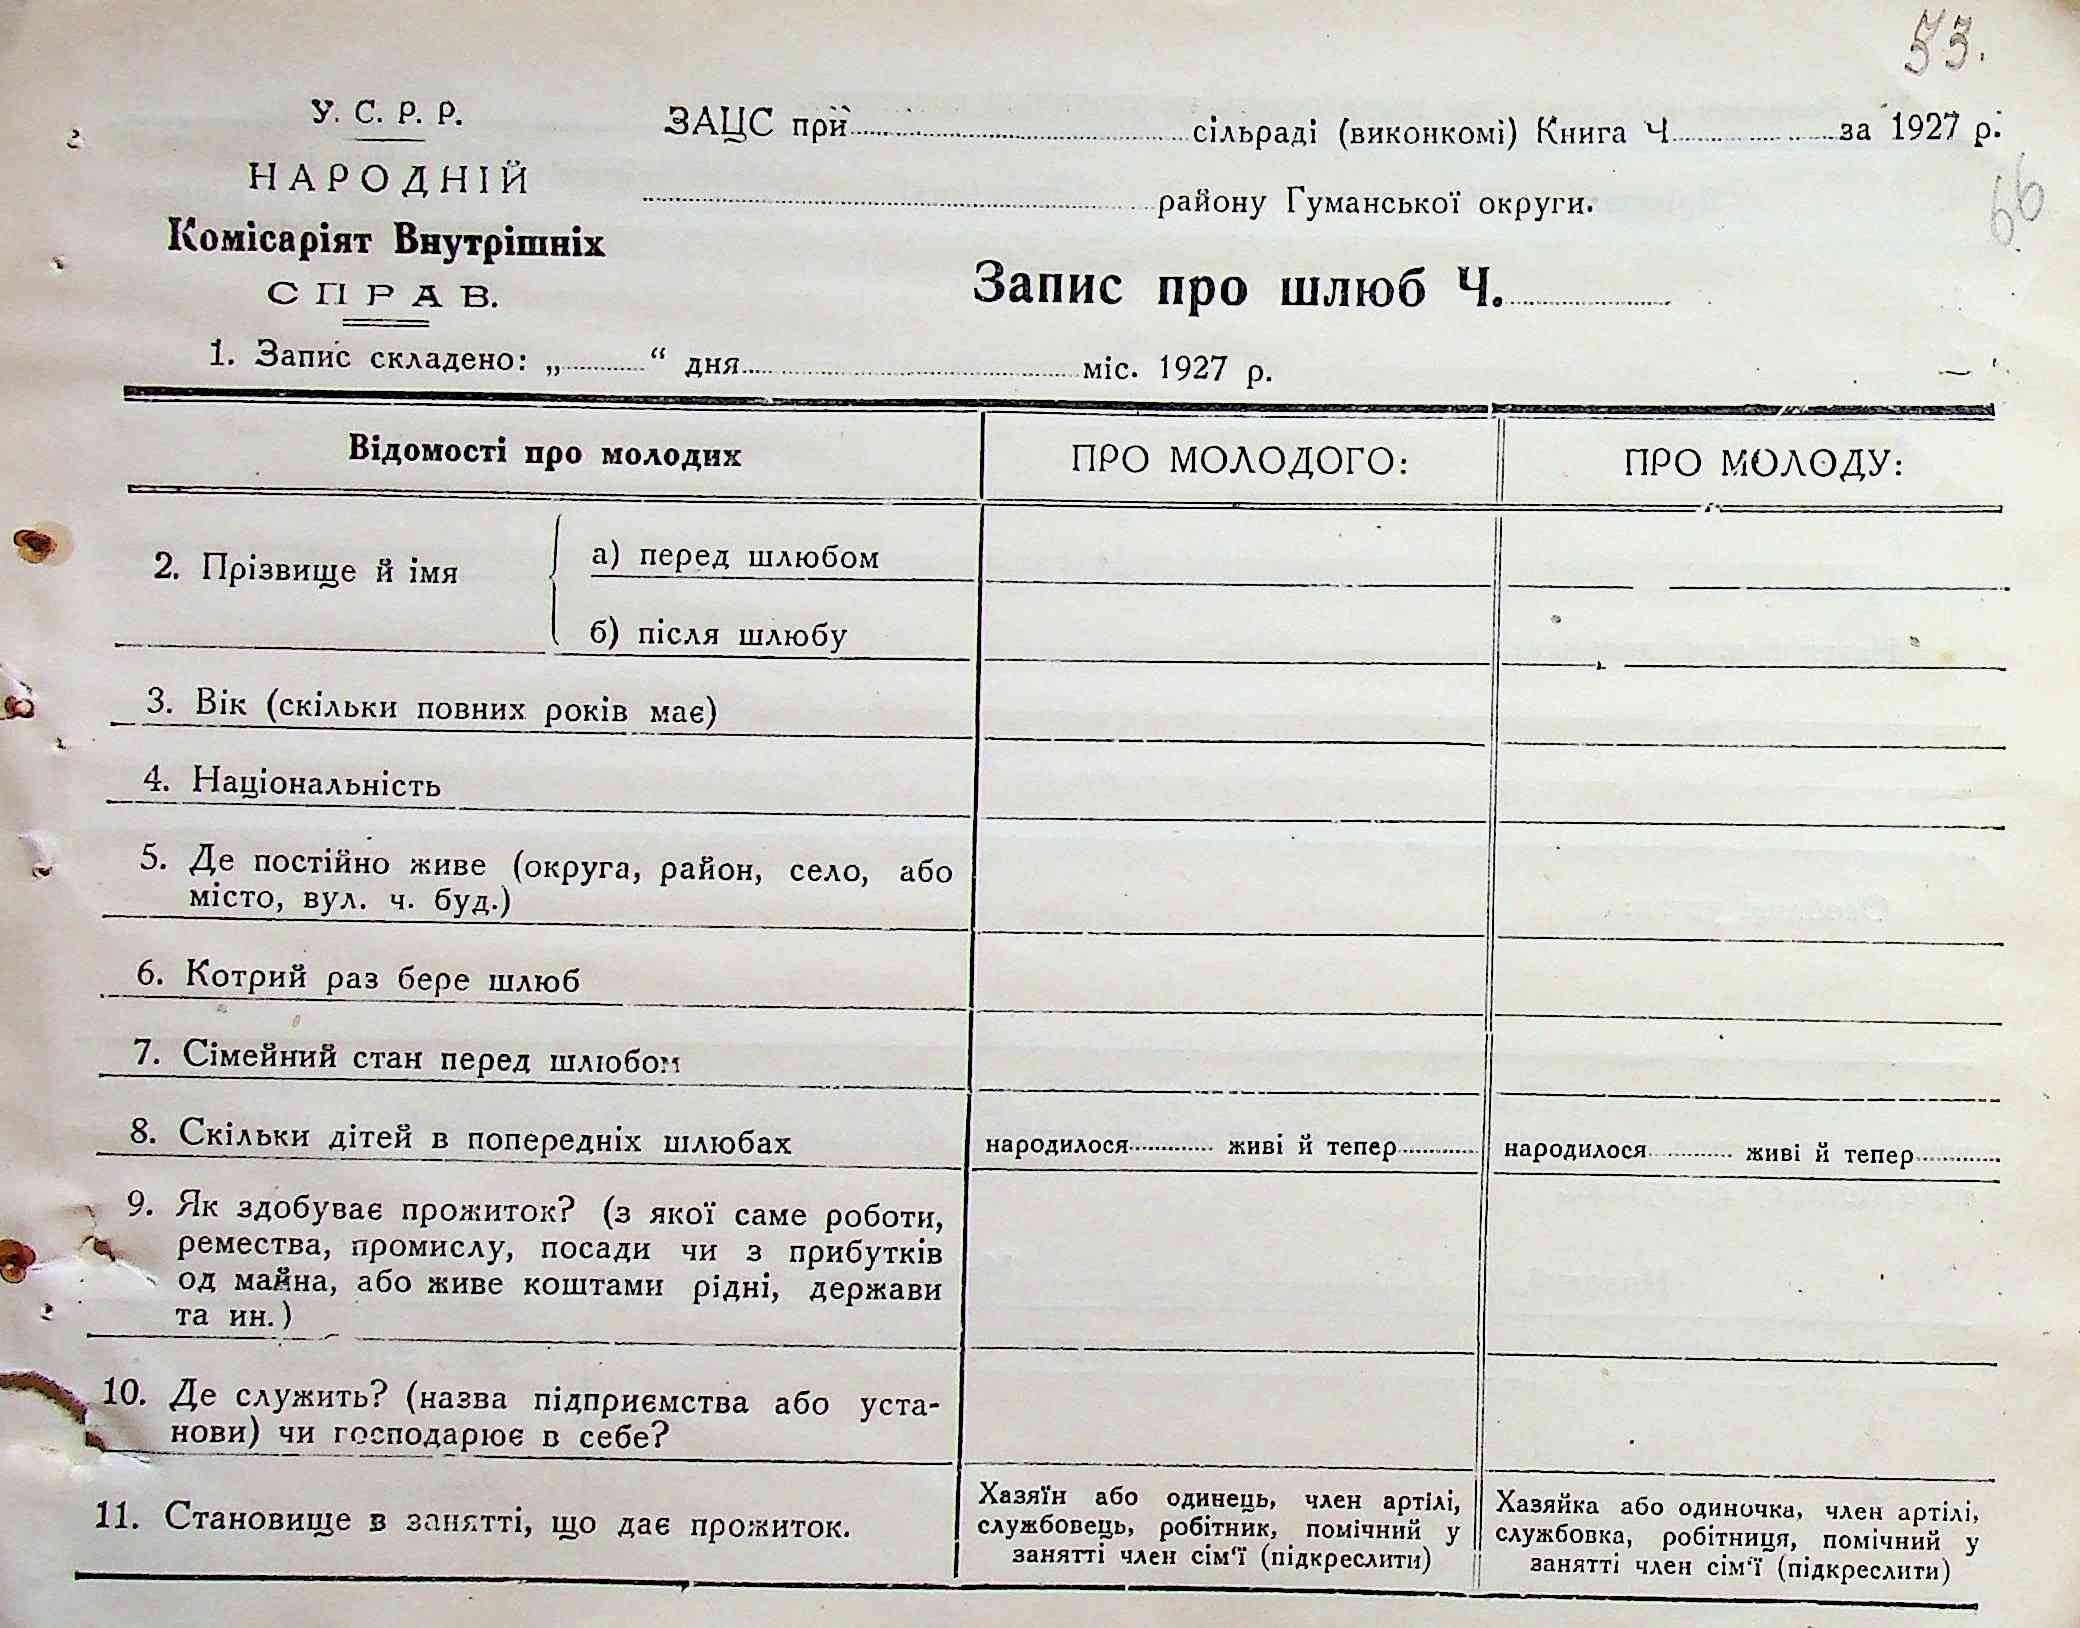 53.
У. С. Р. Р.
НАРОДНІЙ
Комісаріят Внутрішніх
СПРАВ.
ЗАЦС при сільраді (виконкомі) Книга Ч за 1927 р.
району Гуманської округи.
66
Запис про шлюб Ч.
1. Запис складено: „ “ дня міс. 1927 р.
Відомості про молодих
ПРО МОЛОДОГО:
ПРО МОЛОДУ:
2. Прізвище й імя
а) перед шлюбом
б) після шлюбу
3. Вік (скільки повних років має)
4. Національність
5. Де постійно живе (округа, район, село, або
місто, вул. ч. буд.)
6. Котрий раз бере шлюб
7. Сімейний стан перед шлюбом
8. Скільки дітей в попередніх шлюбах
народилося живі й тепер
народилося живі й тепер
9. Як здобуває прожиток? (з якої саме роботи,
ремества, промислу, посади чи з прибутків
од майна, або живе коштами рідні, держави
та ин.)
10. Де служить? (назва підприємства або уста-
нови) чи господарює в себе?
11. Становище в занятті, що дає прожиток.
Хазяїн або одинець, член артілі,
службовець, робітник, помічний у
занятті член сім‘ї (підкреслити)
Хазяйка або одиночка, член артілі,
службовка, робітниця, помічний у
занятті член сім‘ї (підкреслити)